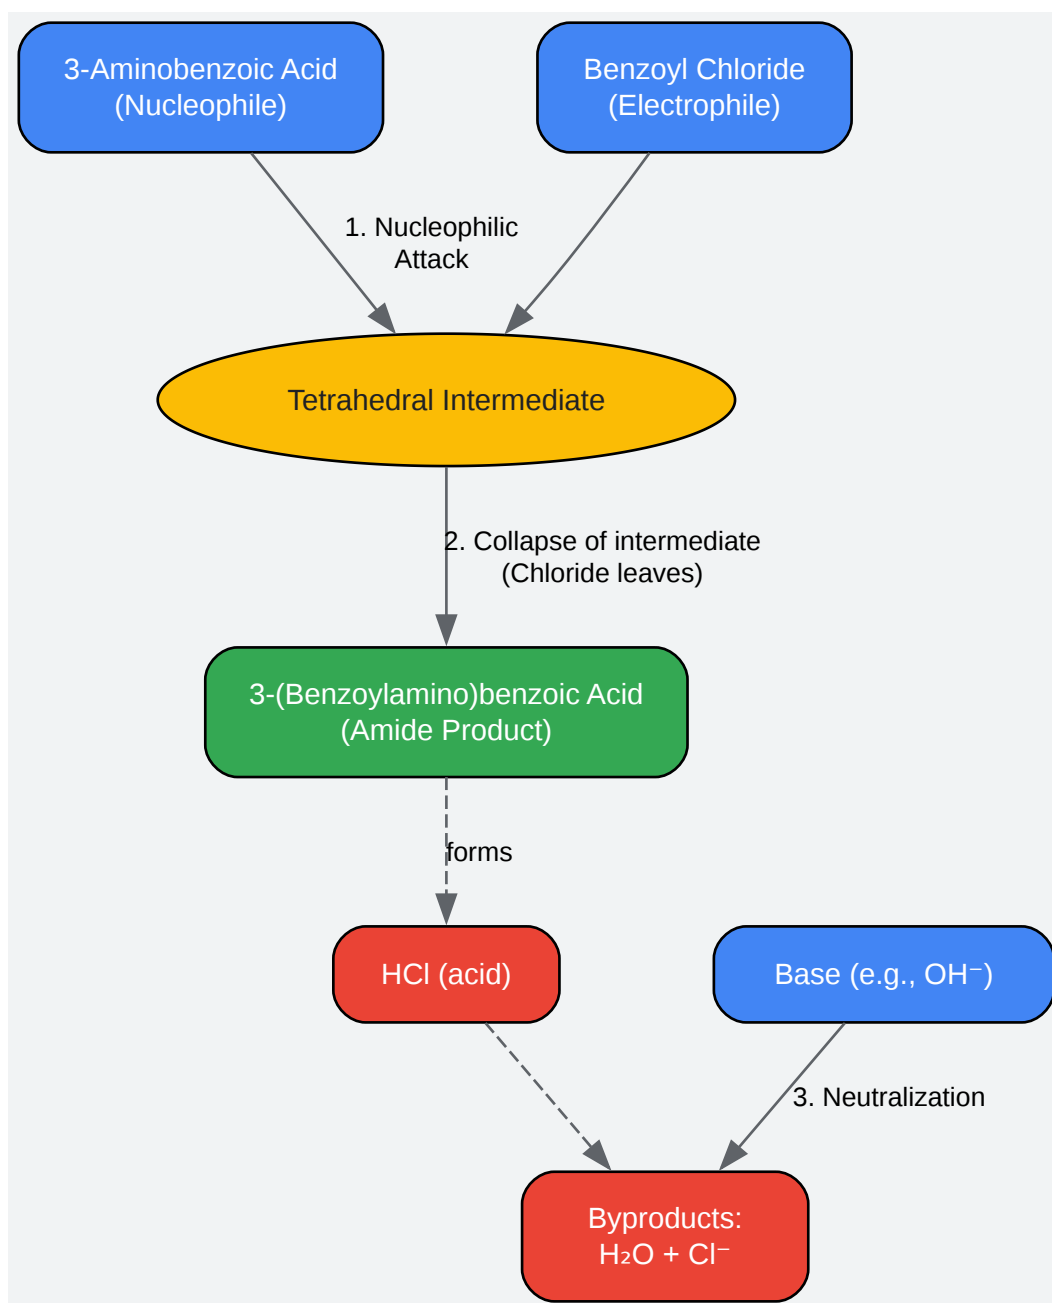 3-Aminobenzoic Acid
(Nucleophile)
Benzoyl Chloride
(Electrophile)
1. Nucleophilic
Attack
Tetrahedral Intermediate
2. Collapse of intermediate
(Chloride leaves)
3-(Benzoylamino)benzoic Acid
(Amide Product)
forms
HCl (acid)
Base (e.g., OH⁻)
3. Neutralization
Byproducts:
H₂O + Cl⁻